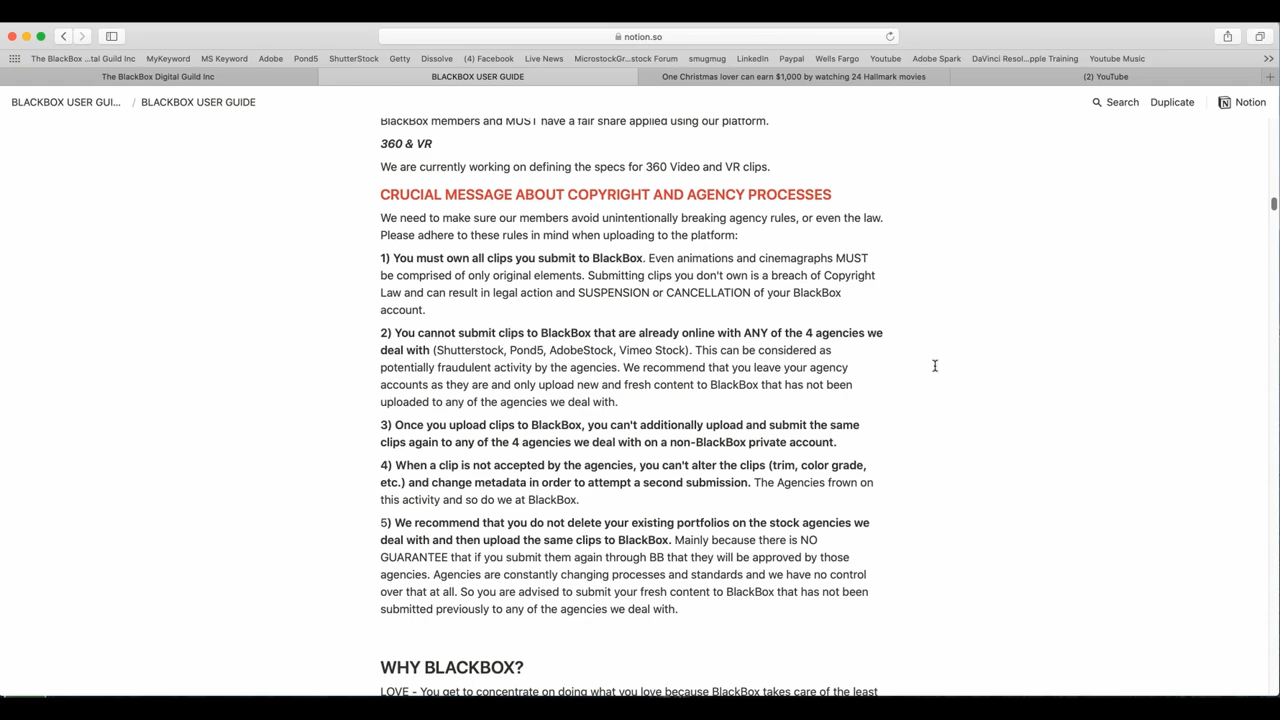 notion.so
The BlackBox ...tal Guild Inc MyKeyword MS Keyword Adobe Pond5 ShutterStock Getty Dissolve (4) Facebook Live News MicrostockGr...stock Forum smugmug LinkedIn Paypal Wells Fargo Youtube Adobe Spark DaVinci Resol...pple Training Youtube Music
The BlackBox Digital Guild Inc BLACKBOX USER GUIDE One Christmas lover can earn $1,000 by watching 24 Hallmark movies (2) YouTube
BLACKBOX USER GUI... / BLACKBOX USER GUIDE Search Duplicate Notion
BlackBox members and MUST have a fair share applied using our platform.
360 & VR
We are currently working on defining the specs for 360 Video and VR clips.
CRUCIAL MESSAGE ABOUT COPYRIGHT AND AGENCY PROCESSES
We need to make sure our members avoid unintentionally breaking agency rules, or even the law.
Please adhere to these rules in mind when uploading to the platform:
1) You must own all clips you submit to BlackBox. Even animations and cinemagraphs MUST
be comprised of only original elements. Submitting clips you don't own is a breach of Copyright
Law and can result in legal action and SUSPENSION or CANCELLATION of your BlackBox
account.
2) You cannot submit clips to BlackBox that are already online with ANY of the 4 agencies we
deal with (Shutterstock, Pond5, AdobeStock, Vimeo Stock). This can be considered as
potentially fraudulent activity by the agencies. We recommend that you leave your agency
accounts as they are and only upload new and fresh content to BlackBox that has not been
uploaded to any of the agencies we deal with.
3) Once you upload clips to BlackBox, you can't additionally upload and submit the same
clips again to any of the 4 agencies we deal with on a non-BlackBox private account.
4) When a clip is not accepted by the agencies, you can't alter the clips (trim, color grade,
etc.) and change metadata in order to attempt a second submission. The Agencies frown on
this activity and so do we at BlackBox.
5) We recommend that you do not delete your existing portfolios on the stock agencies we
deal with and then upload the same clips to BlackBox. Mainly because there is NO
GUARANTEE that if you submit them again through BB that they will be approved by those
agencies. Agencies are constantly changing processes and standards and we have no control
over that at all. So you are advised to submit your fresh content to BlackBox that has not been
submitted previously to any of the agencies we deal with.
WHY BLACKBOX?
LOVE - You get to concentrate on doing what you love because BlackBox takes care of the least